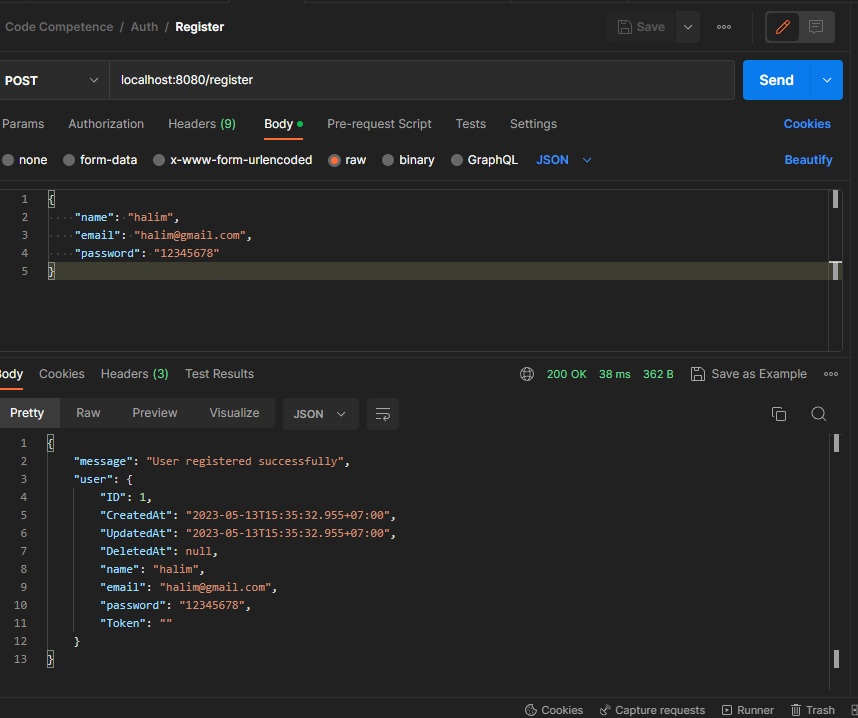 Code Competence / Auth / Register Save
POST localhost:8080/register Send
Params Authorization Headers (9) Body Pre-request Script Tests Settings Cookies
none form-data x-www-form-urlencoded raw binary GraphQL JSON Beautify
1 {
2 "name": "halim",
3 "email": "halim@gmail.com",
4 "password": "12345678"
5 }
Body Cookies Headers (3) Test Results 200 OK 38 ms 362 B Save as Example
Pretty Raw Preview Visualize JSON
1 {
2 "message": "User registered successfully",
3 "user": {
4 "ID": 1,
5 "CreatedAt": "2023-05-13T15:35:32.955+07:00",
6 "UpdatedAt": "2023-05-13T15:35:32.955+07:00",
7 "DeletedAt": null,
8 "name": "halim",
9 "email": "halim@gmail.com",
10 "password": "12345678",
11 "Token": ""
12 }
13 }
Cookies Capture requests Runner Trash